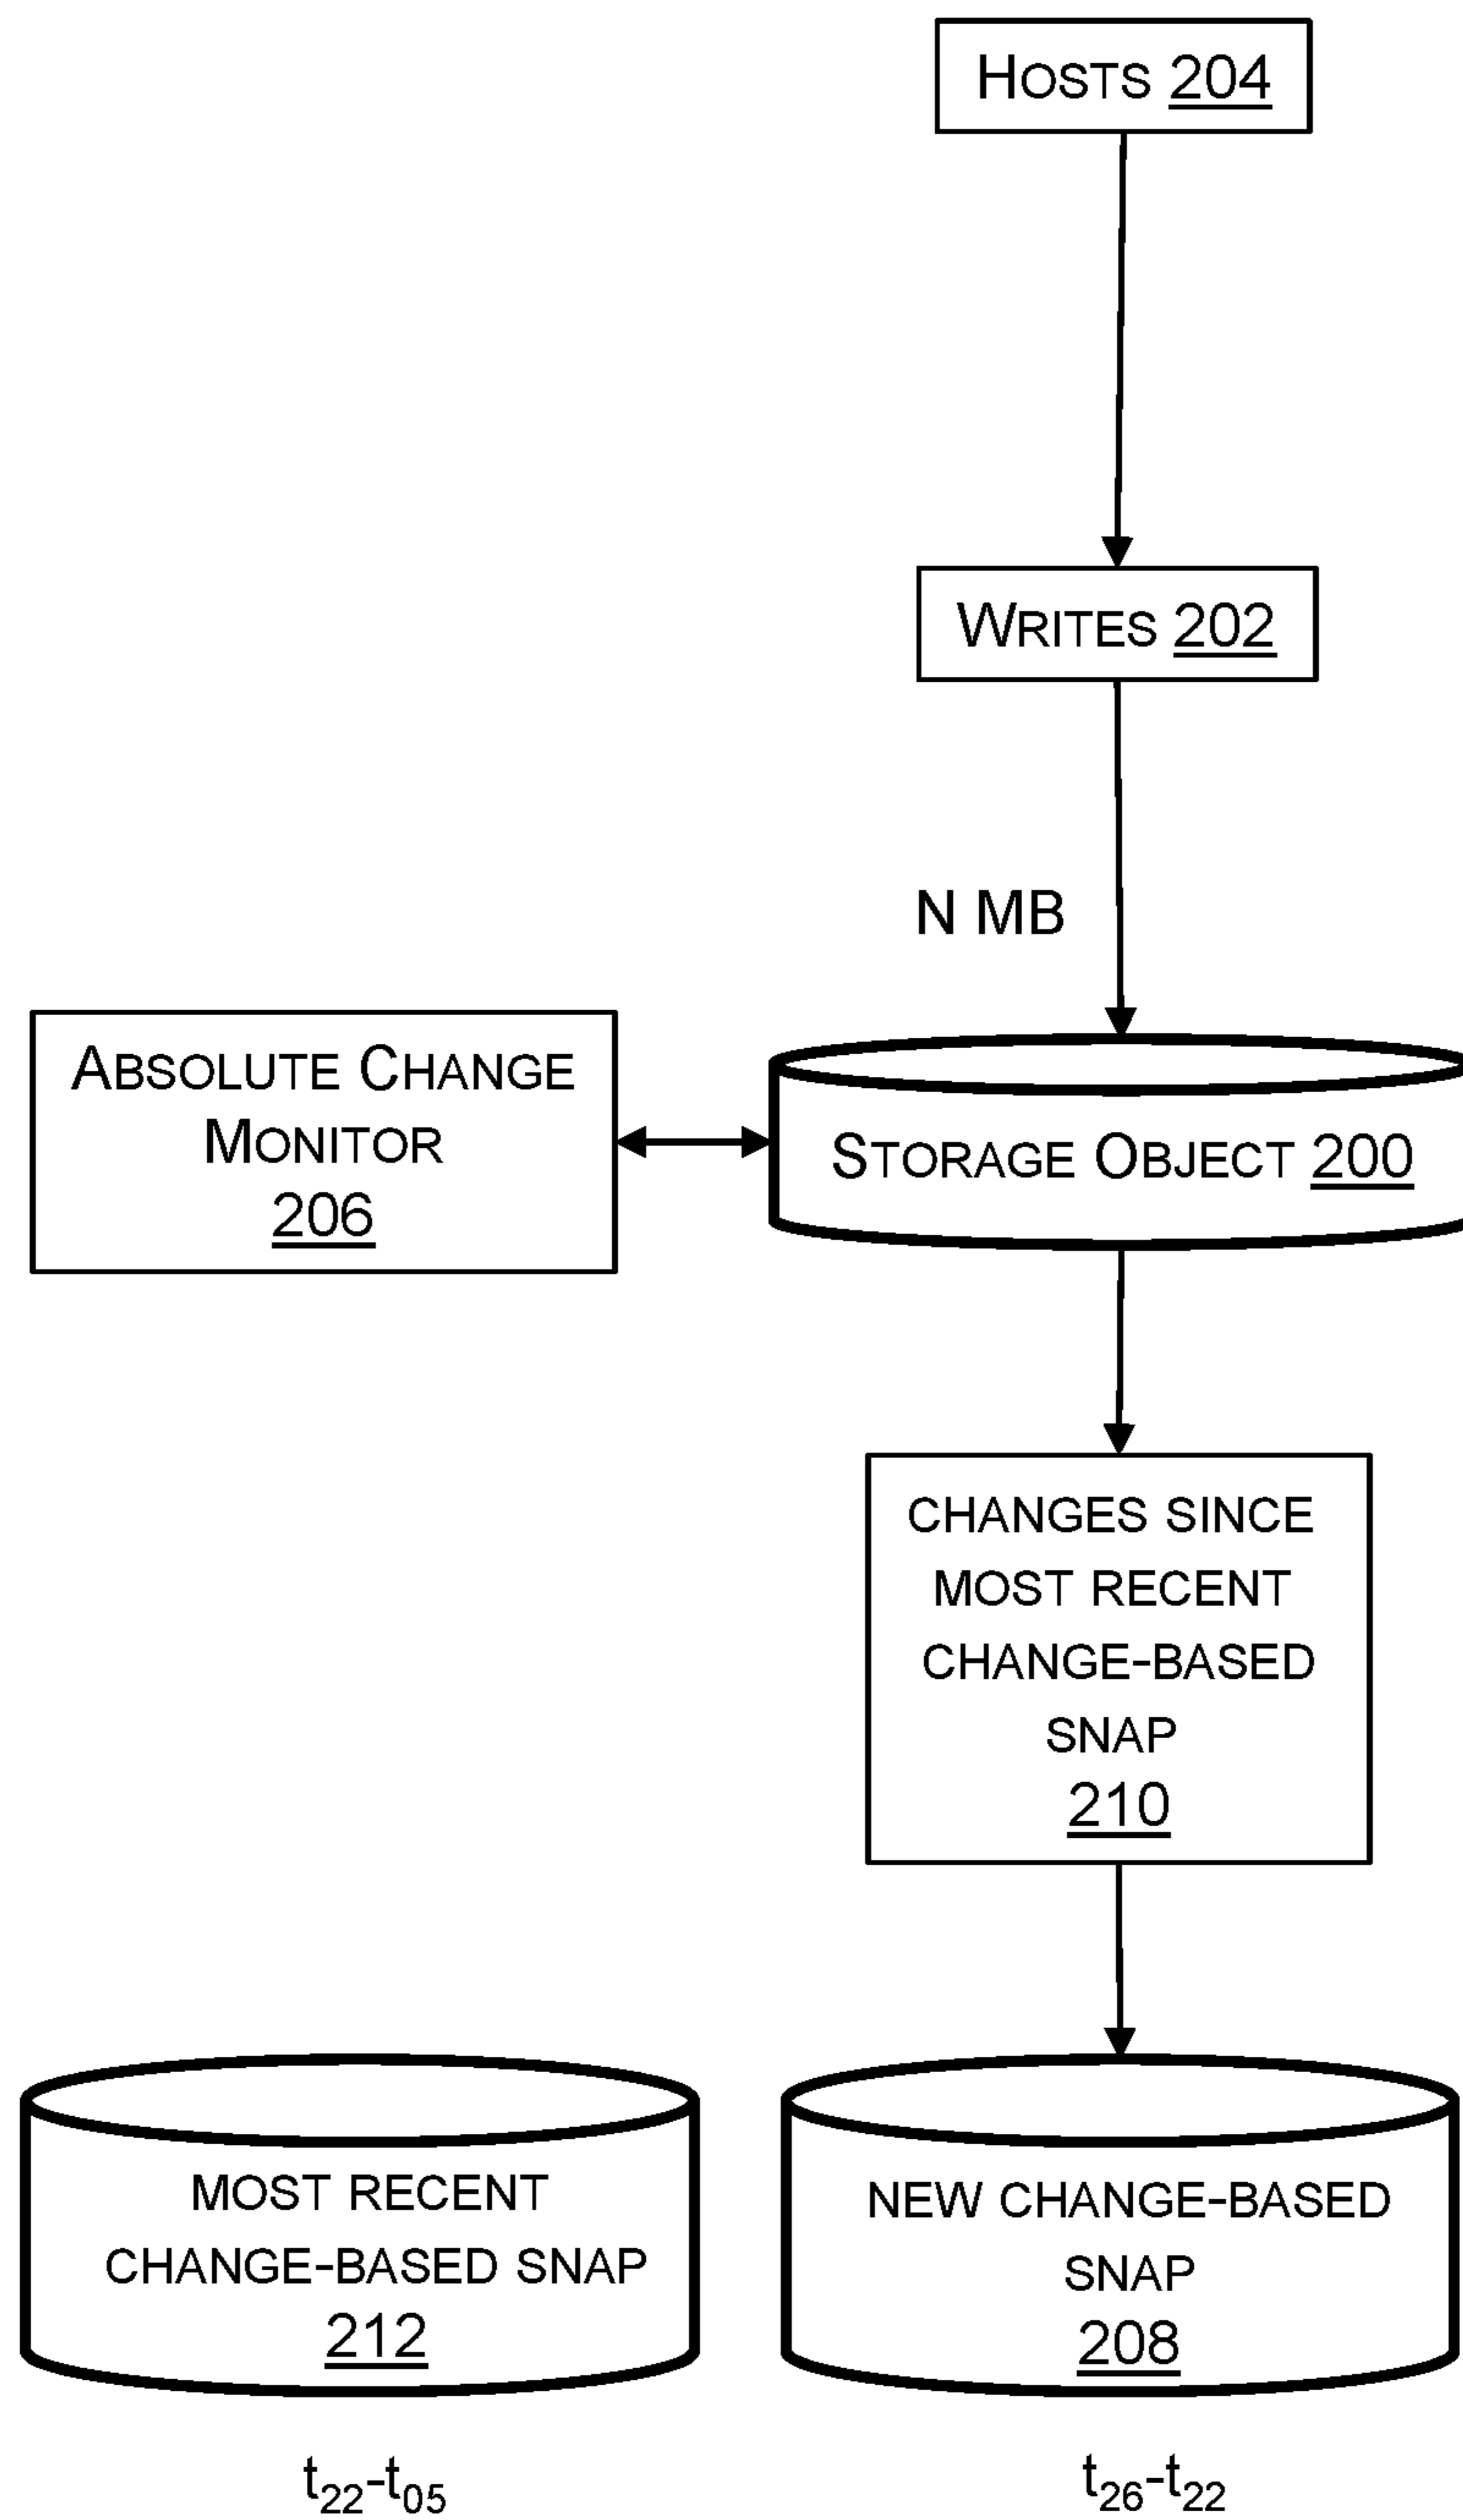 HOSTS 204
WRITES 202
N MB
ABSOLUTE CHANGE
MONITOR
206
STORAGE OBJECT 200
CHANGES SINCE
MOST RECENT
CHANGE-BASED
SNAP
210
MOST RECENT
CHANGE-BASED SNAP
212
NEW CHANGE-BASED
SNAP
208
t22-t05
t26-t22